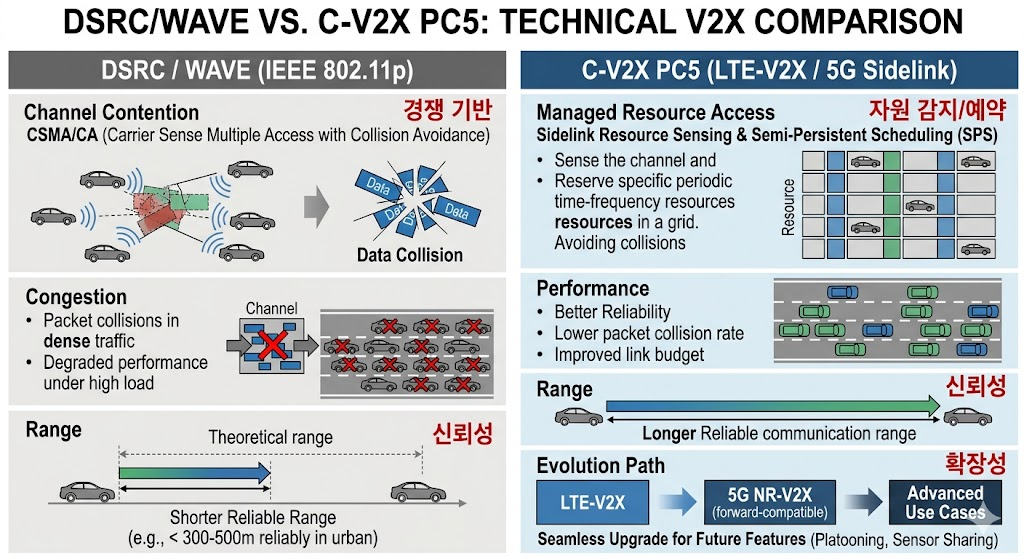 DSRC/WAVE VS. C-V2X PC5: TECHNICAL V2X COMPARISON
DSRC / WAVE (IEEE 802.11p)
Channel Contention 경쟁 기반
CSMA/CA (Carrier Sense Multiple Access with Collision Avoidance)
Data
Data
Data
Data Collision
Congestion
• Packet collisions in
dense traffic
• Degraded performance
under high load
Channel
Range 신뢰성
Theoretical range
Shorter Reliable Range
(e.g., < 300-500m reliably in urban)
C-V2X PC5 (LTE-V2X / 5G Sidelink)
Managed Resource Access 자원 감지/예약
Sidelink Resource Sensing & Semi-Persistent Scheduling (SPS)
• Sense the channel and
• Reserve specific periodic
time-frequency resources
resources in a grid.
Avoiding collisions
Resource
Performance
• Better Reliability
• Lower packet collision rate
• Improved link budget
Range 신뢰성
Longer Reliable communication range
Evolution Path 확장성
LTE-V2X
5G NR-V2X
(forward-compatible)
Advanced
Use Cases
Seamless Upgrade for Future Features (Platooning, Sensor Sharing)